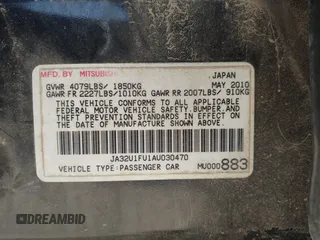 MFD. BY MITSUBISHI JAPAN
GVWR 4079LBS/ 1850KG MAY 2010
GAWR FR 2227LBS/1010KG GAWR RR 2007LBS/ 910KG
THIS VEHICLE CONFORMS TO ALL APPLICABLE
FEDERAL MOTOR VEHICLE SAFETY, BUMPER, AND
THEFT PREVENTION STANDARDS IN EFFECT ON
THE DATE OF MANUFACTURE SHOWN ABOVE.
JA32U1FU1AU030470
VEHICLE TYPE:PASSENGER CAR MU000883
© DREAMBID